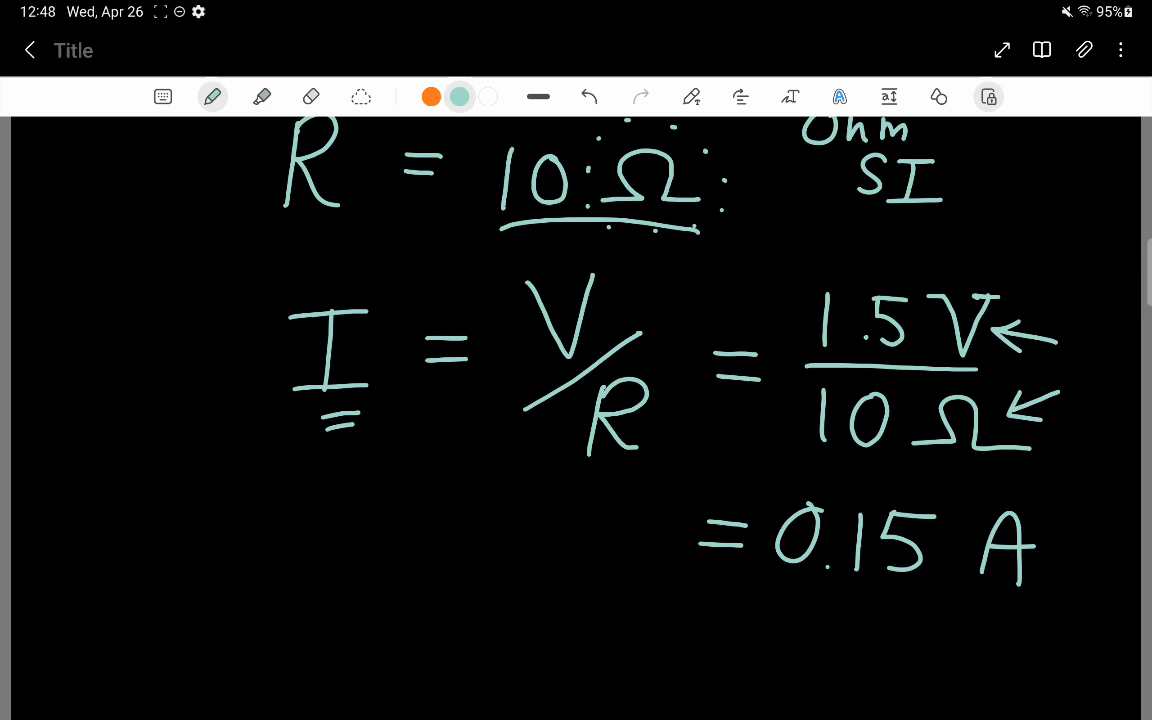 12:48 Wed, Apr 26 95%
Title
Ohm
R = 10 Ω SI
I = V/R = 1.5 V / 10 Ω
= 0.15 A